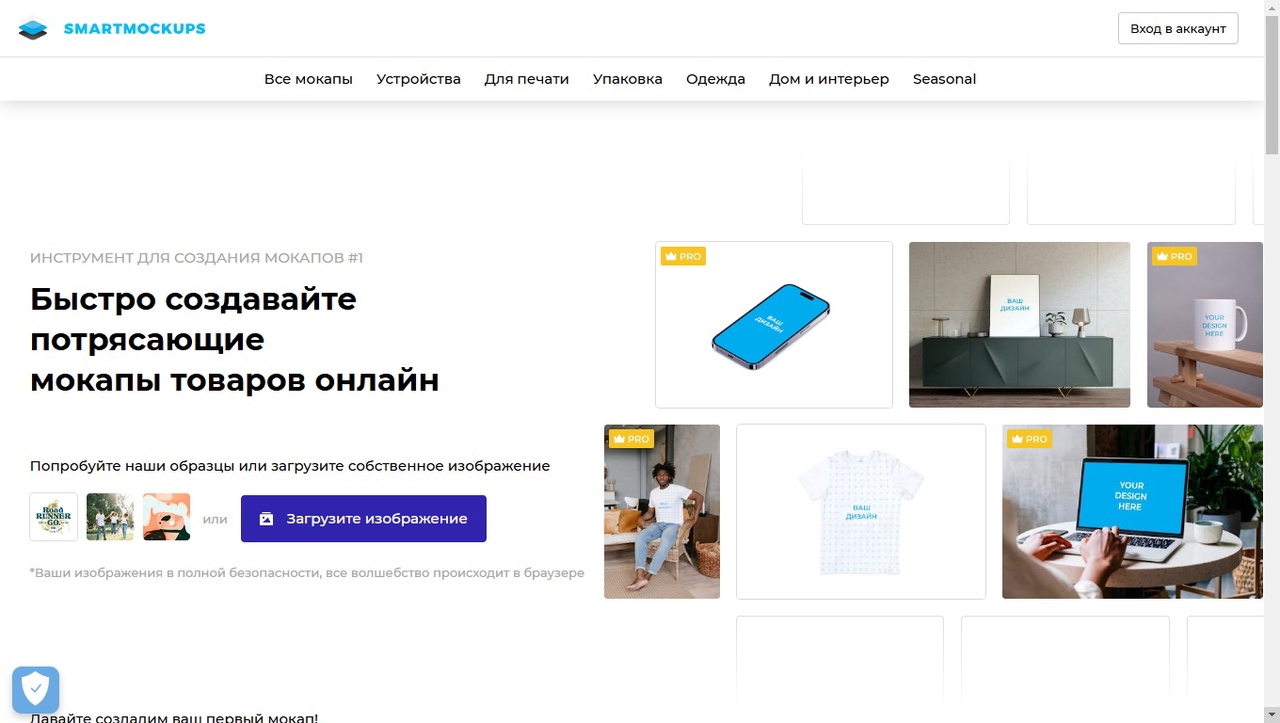 SMARTMOCKUPS
Вход в аккаунт
Все мокапы Устройства Для печати Упаковка Одежда Дом и интерьер Seasonal
ИНСТРУМЕНТ ДЛЯ СОЗДАНИЯ МОКАПОВ #1
Быстро создавайте
потрясающие
мокапы товаров онлайн
Попробуйте наши образцы или загрузите собственное изображение
Road
RUNNER
GO.
или
Загрузите изображение
*Ваши изображения в полной безопасности, все волшебство происходит в браузере
PRO
ВАШ
ДИЗАЙН
ВАШ
ДИЗАЙН
PRO
YOUR
DESIGN
HERE
PRO
ВАШ
ДИЗАЙН
PRO
YOUR
DESIGN
HERE
Давайте создадим ваш первый мокап!